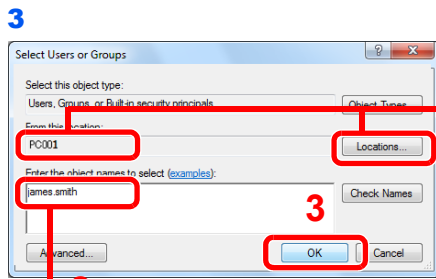 3
Select Users or Groups
Select this object type:
Users, Groups, or Built-in security principals
Object Types...
From this location:
PC001
Locations...
Enter the object names to select (examples):
james.smith
Check Names
3
Advanced...
OK
Cancel